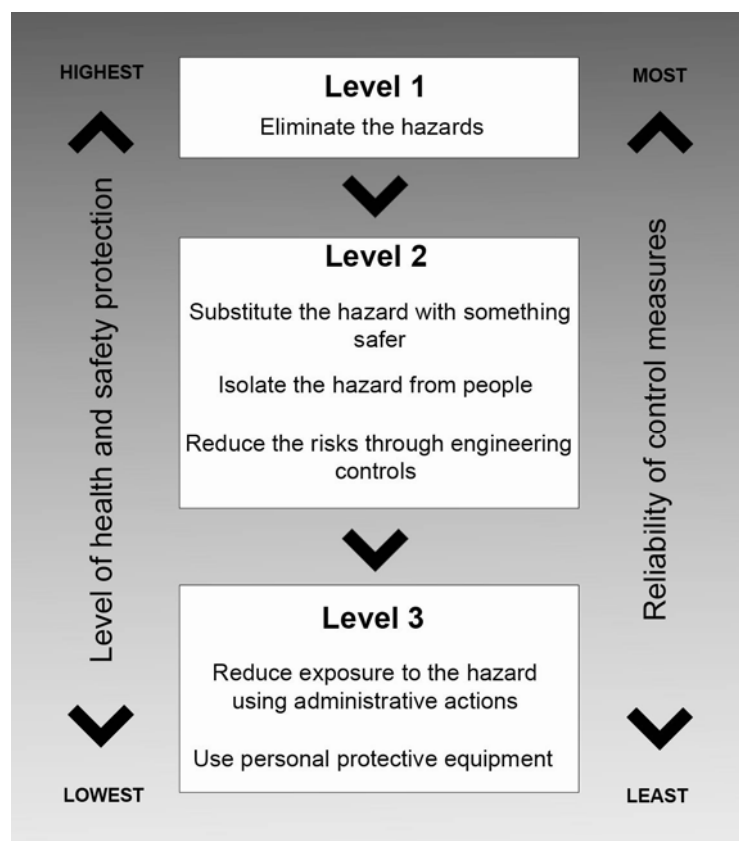 HIGHEST
MOST
Level 1
Eliminate the hazards
Level 2
Substitute the hazard with something
safer
Isolate the hazard from people
Reduce the risks through engineering
controls
Level 3
Reduce exposure to the hazard
using administrative actions
Use personal protective equipment
Level of health and safety protection
Reliability of control measures
LOWEST
LEAST